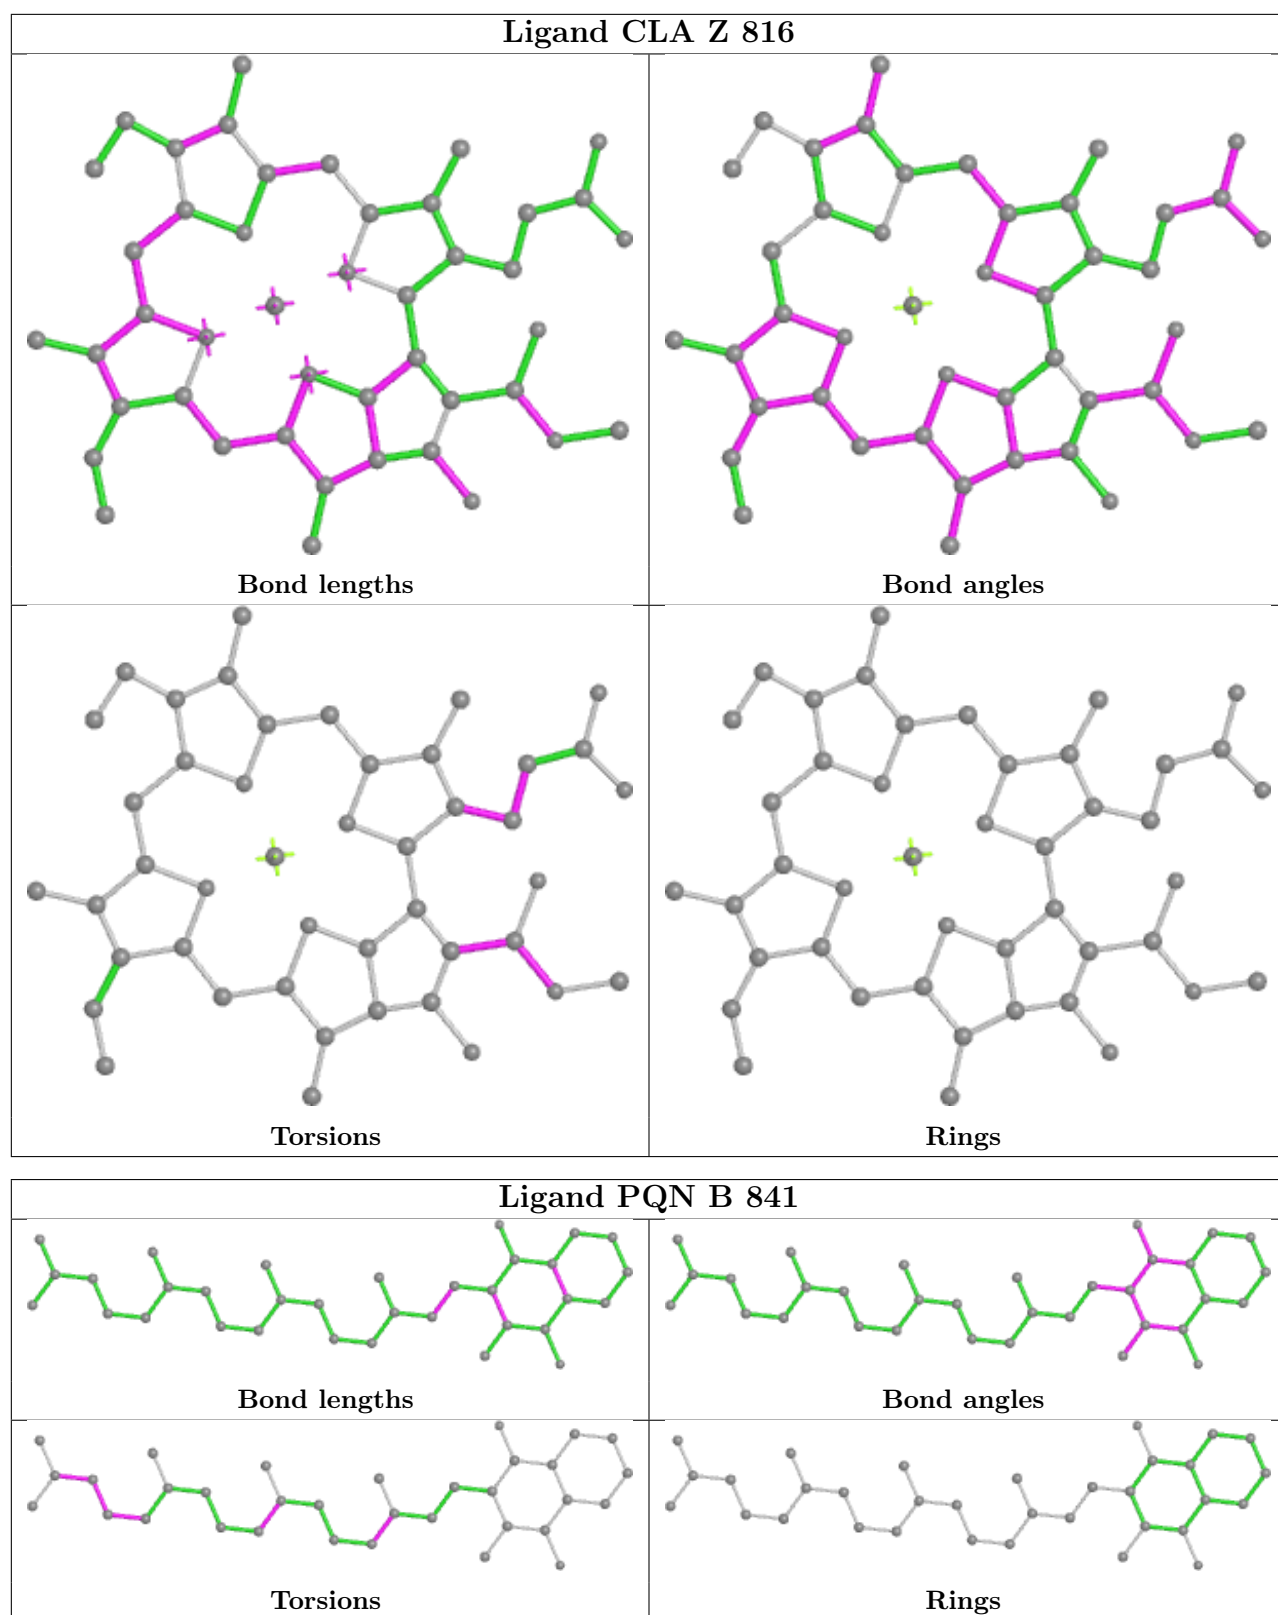 Ligand CLA Z 816
Bond lengths
Bond angles
Torsions
Rings
Ligand PQN B 841
Bond lengths
Bond angles
Torsions
Rings